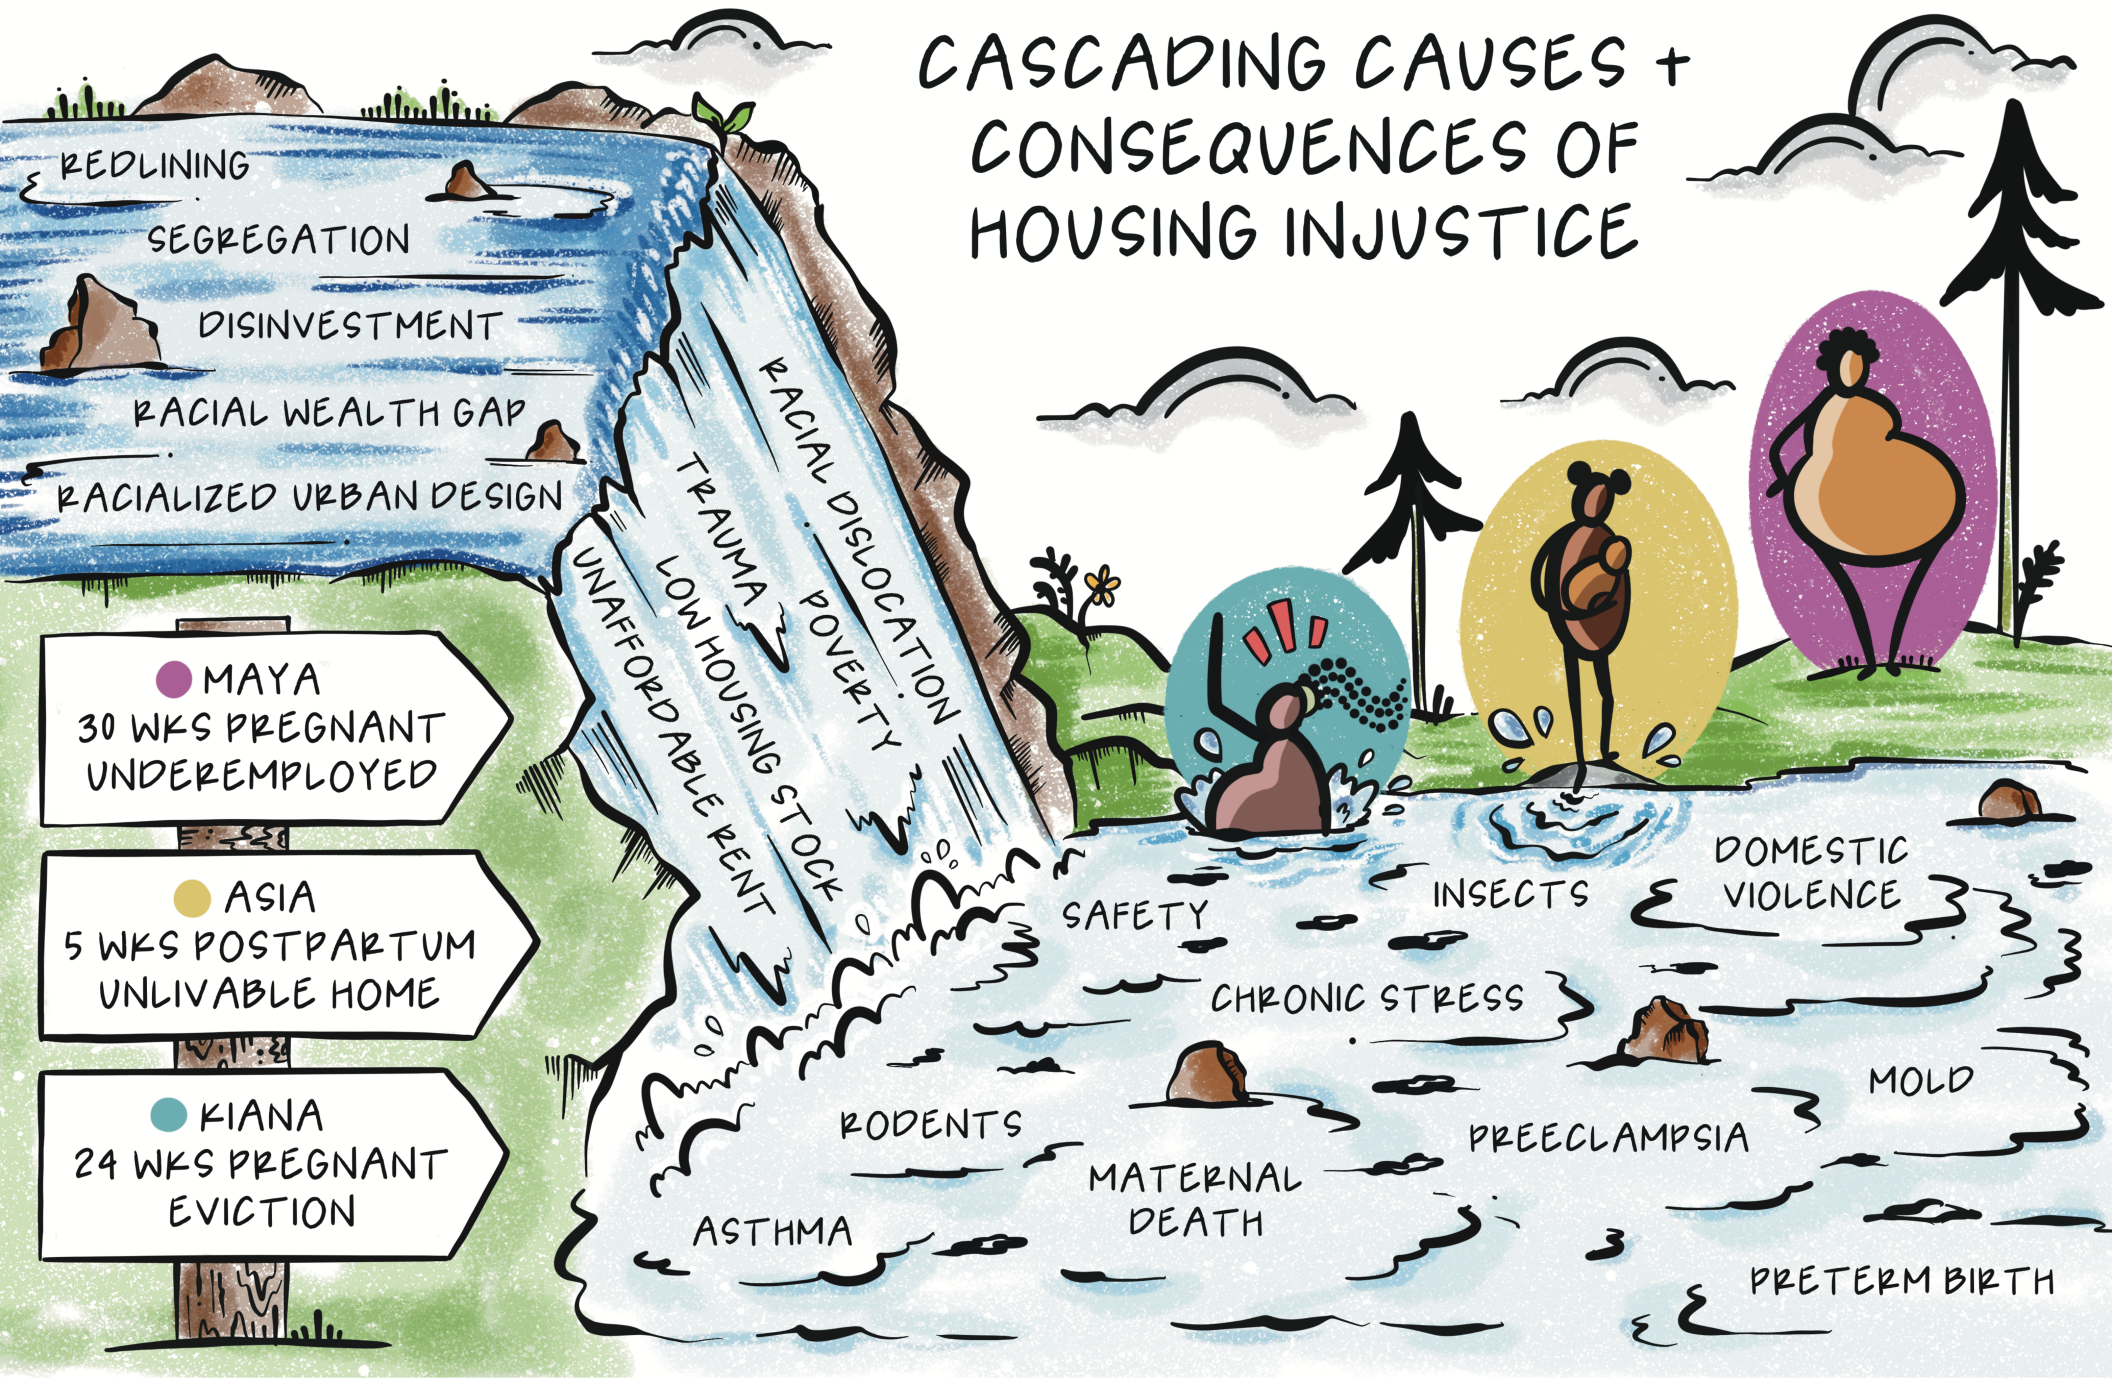 CASCADING CAUSES +
CONSEQUENCES OF
HOUSING INJUSTICE
REDLINING
SEGREGATION
DISINVESTMENT
RACIAL WEALTH GAP
RACIALIZED URBAN DESIGN
RACIAL DISLOCATION
TRAUMA
POVERTY
LOW HOUSING STOCK
UNAFFORDABLE RENT
MAYA
30 WKS PREGNANT
UNDEREMPLOYED
ASIA
5 WKS POSTPARTUM
UNLIVABLE HOME
KIANA
24 WKS PREGNANT
EVICTION
SAFETY
INSECTS
DOMESTIC
VIOLENCE
CHRONIC STRESS
MOLD
RODENTS
PREECLAMPSIA
MATERNAL
DEATH
ASTHMA
PRETERM BIRTH